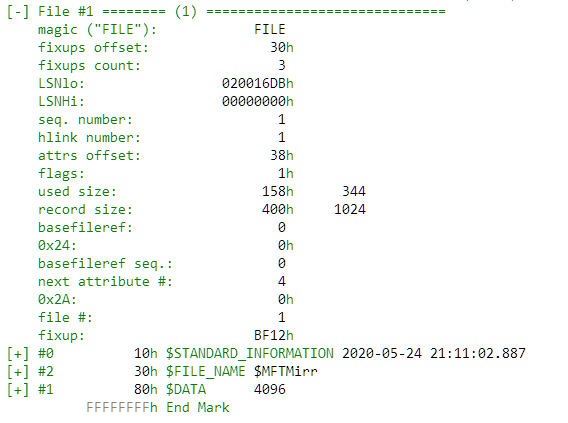 [-] File #1 ======== (1) ==============================
magic ("FILE"): FILE
fixups offset: 30h
fixups count: 3
LSNlo: 020016DBh
LSNHi: 00000000h
seq. number: 1
hlink number: 1
attrs offset: 38h
flags: 1h
used size: 158h 344
record size: 400h 1024
basefileref: 0
0x24: 0h
basefileref seq.: 0
next attribute #: 4
0x2A: 0h
file #: 1
fixup: BF12h
[+] #0 10h $STANDARD_INFORMATION 2020-05-24 21:11:02.887
[+] #2 30h $FILE_NAME $MFTMirr
[+] #1 80h $DATA 4096
FFFFFFFFh End Mark